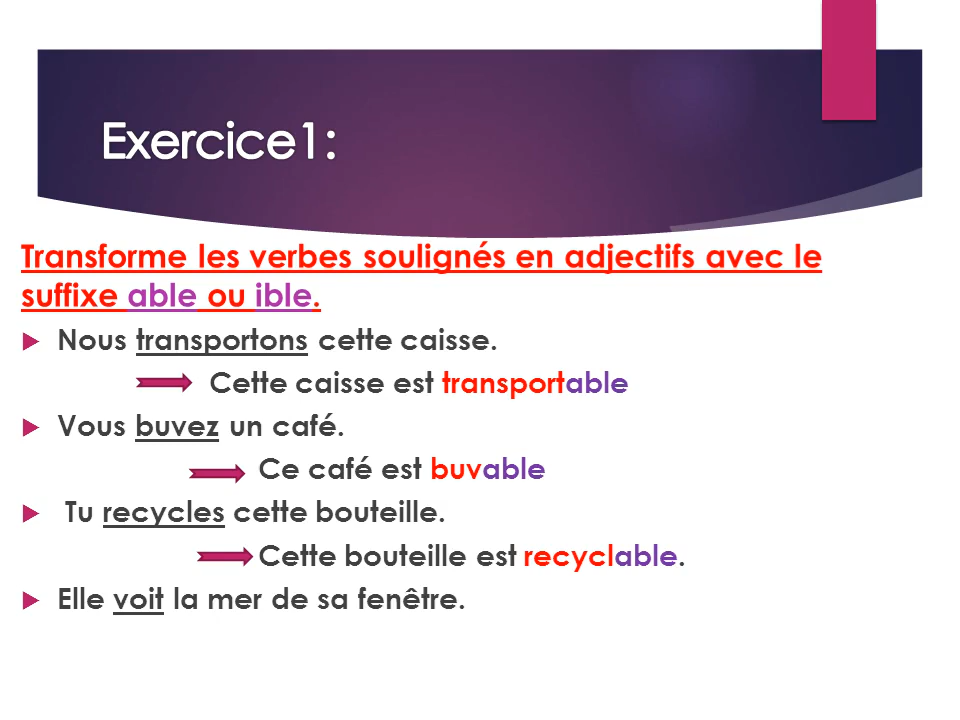 Exercice1:
Transforme les verbes soulignés en adjectifs avec le
suffixe able ou ible.
Nous transportons cette caisse.
Cette caisse est transportable
Vous buvez un café.
Ce café est buvable
Tu recycles cette bouteille.
Cette bouteille est recyclable.
Elle voit la mer de sa fenêtre.